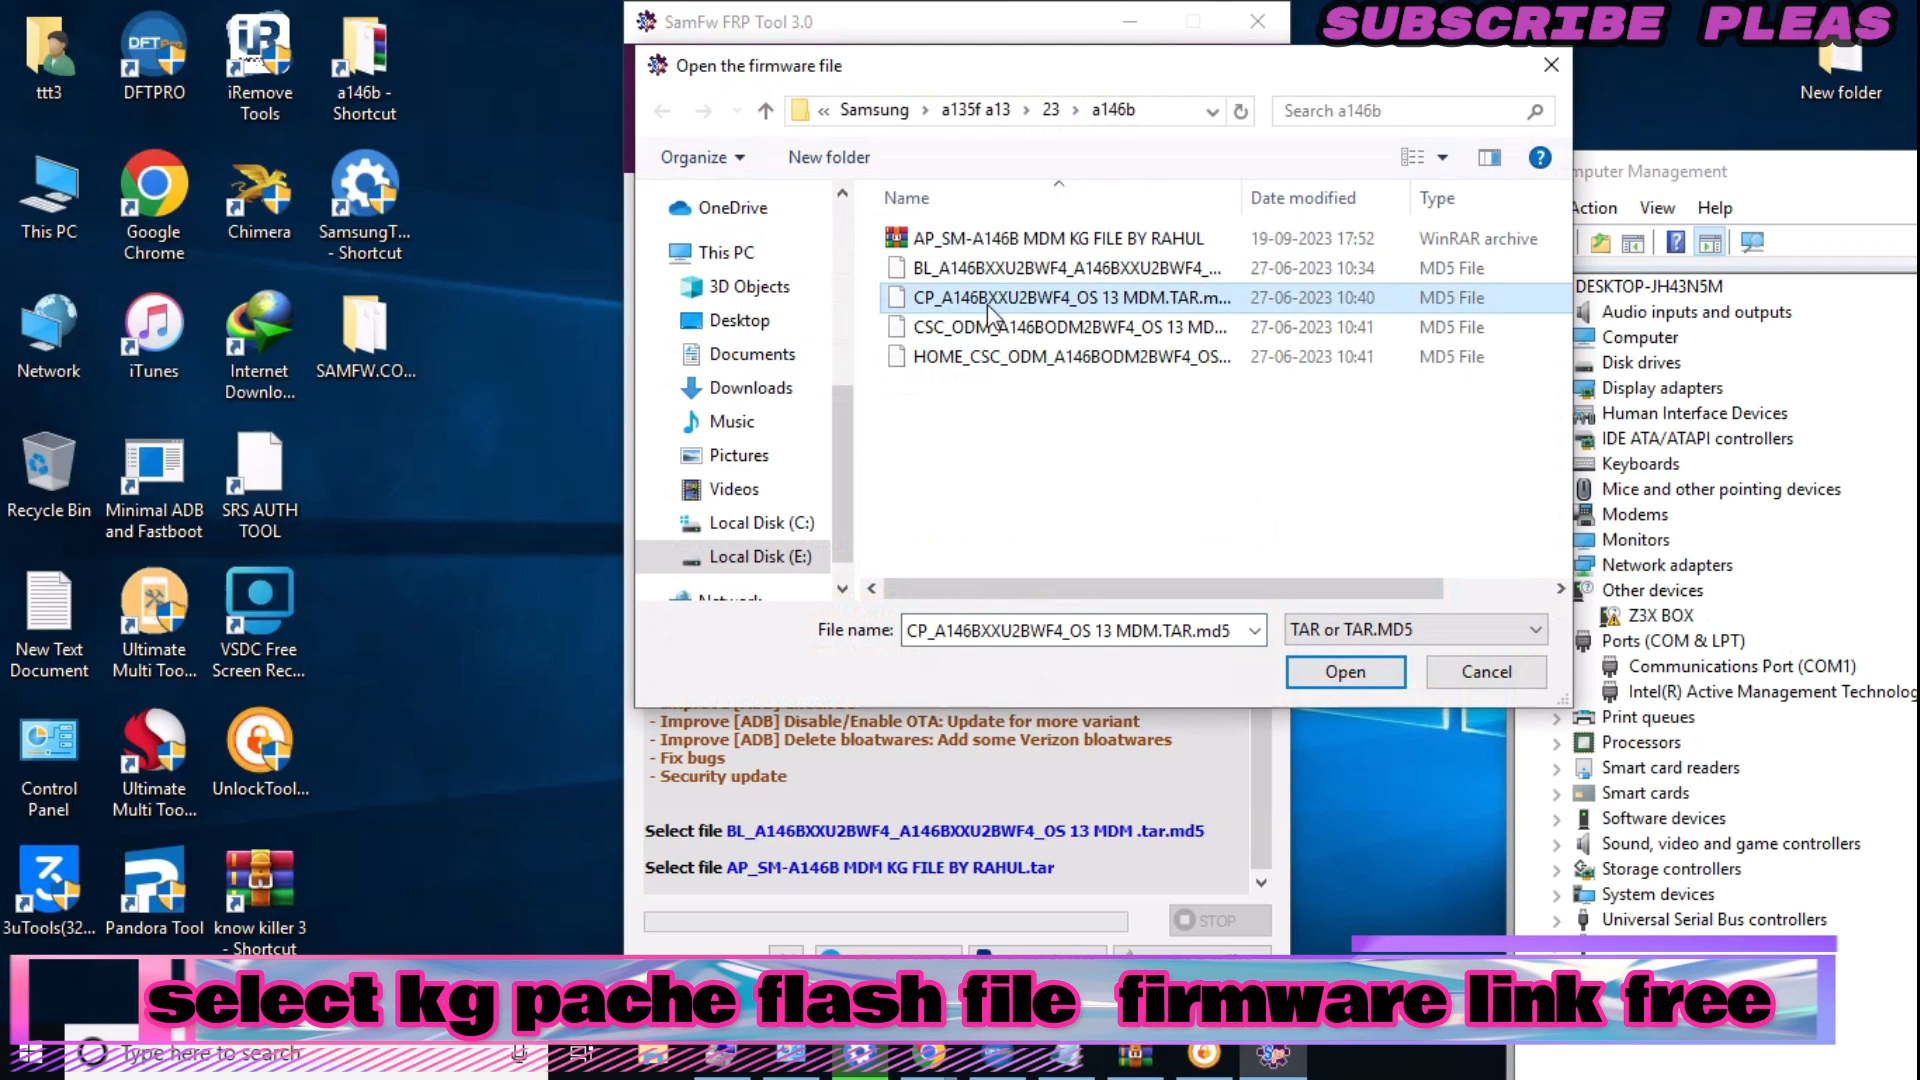 SUBSCRIBE PLEAS
SamFw FRP Tool 3.0
Open the firmware file
« Samsung › a135f a13 › 23 › a146b
Search a146b
Organize
New folder
OneDrive
This PC
3D Objects
Desktop
Documents
Downloads
Music
Pictures
Videos
Local Disk (C:)
Local Disk (E:)
Name Date modified Type
AP_SM-A146B MDM KG FILE BY RAHUL 19-09-2023 17:52 WinRAR archive
BL_A146BXXU2BWF4_A146BXXU2BWF4_... 27-06-2023 10:34 MD5 File
CP_A146BXXU2BWF4_OS 13 MDM.TAR.m... 27-06-2023 10:40 MD5 File
CSC_ODM_A146BODM2BWF4_OS 13 MD... 27-06-2023 10:41 MD5 File
HOME_CSC_ODM_A146BODM2BWF4_OS... 27-06-2023 10:41 MD5 File
File name: CP_A146BXXU2BWF4_OS 13 MDM.TAR.md5
TAR or TAR.MD5
Open
Cancel
- Improve [ADB] Disable/Enable OTA: Update for more variant
- Improve [ADB] Delete bloatwares: Add some Verizon bloatwares
- Fix bugs
- Security update
Select file BL_A146BXXU2BWF4_A146BXXU2BWF4_OS 13 MDM .tar.md5
Select file AP_SM-A146B MDM KG FILE BY RAHUL.tar
STOP
ttt3
DFTPRO
iRemove
Tools
a146b -
Shortcut
This PC
Google
Chrome
Chimera
SamsungT...
- Shortcut
Network
iTunes
Internet
Downlo...
SAMFW.CO...
Recycle Bin
Minimal ADB
and Fastboot
SRS AUTH
TOOL
New Text
Document
Ultimate
Multi Too...
VSDC Free
Screen Rec...
Control
Panel
Ultimate
Multi Too...
UnlockTool...
3uTools(32...
Pandora Tool
know killer 3
- Shortcut
New folder
mputer Management
Action View Help
DESKTOP-JH43N5M
Audio inputs and outputs
Computer
Disk drives
Display adapters
Human Interface Devices
IDE ATA/ATAPI controllers
Keyboards
Mice and other pointing devices
Modems
Monitors
Network adapters
Other devices
Z3X BOX
Ports (COM & LPT)
Communications Port (COM1)
Intel(R) Active Management Technolog
Print queues
Processors
Smart card readers
Smart cards
Software devices
Sound, video and game controllers
Storage controllers
System devices
Universal Serial Bus controllers
select kg pache flash file firmware link free
Type here to search